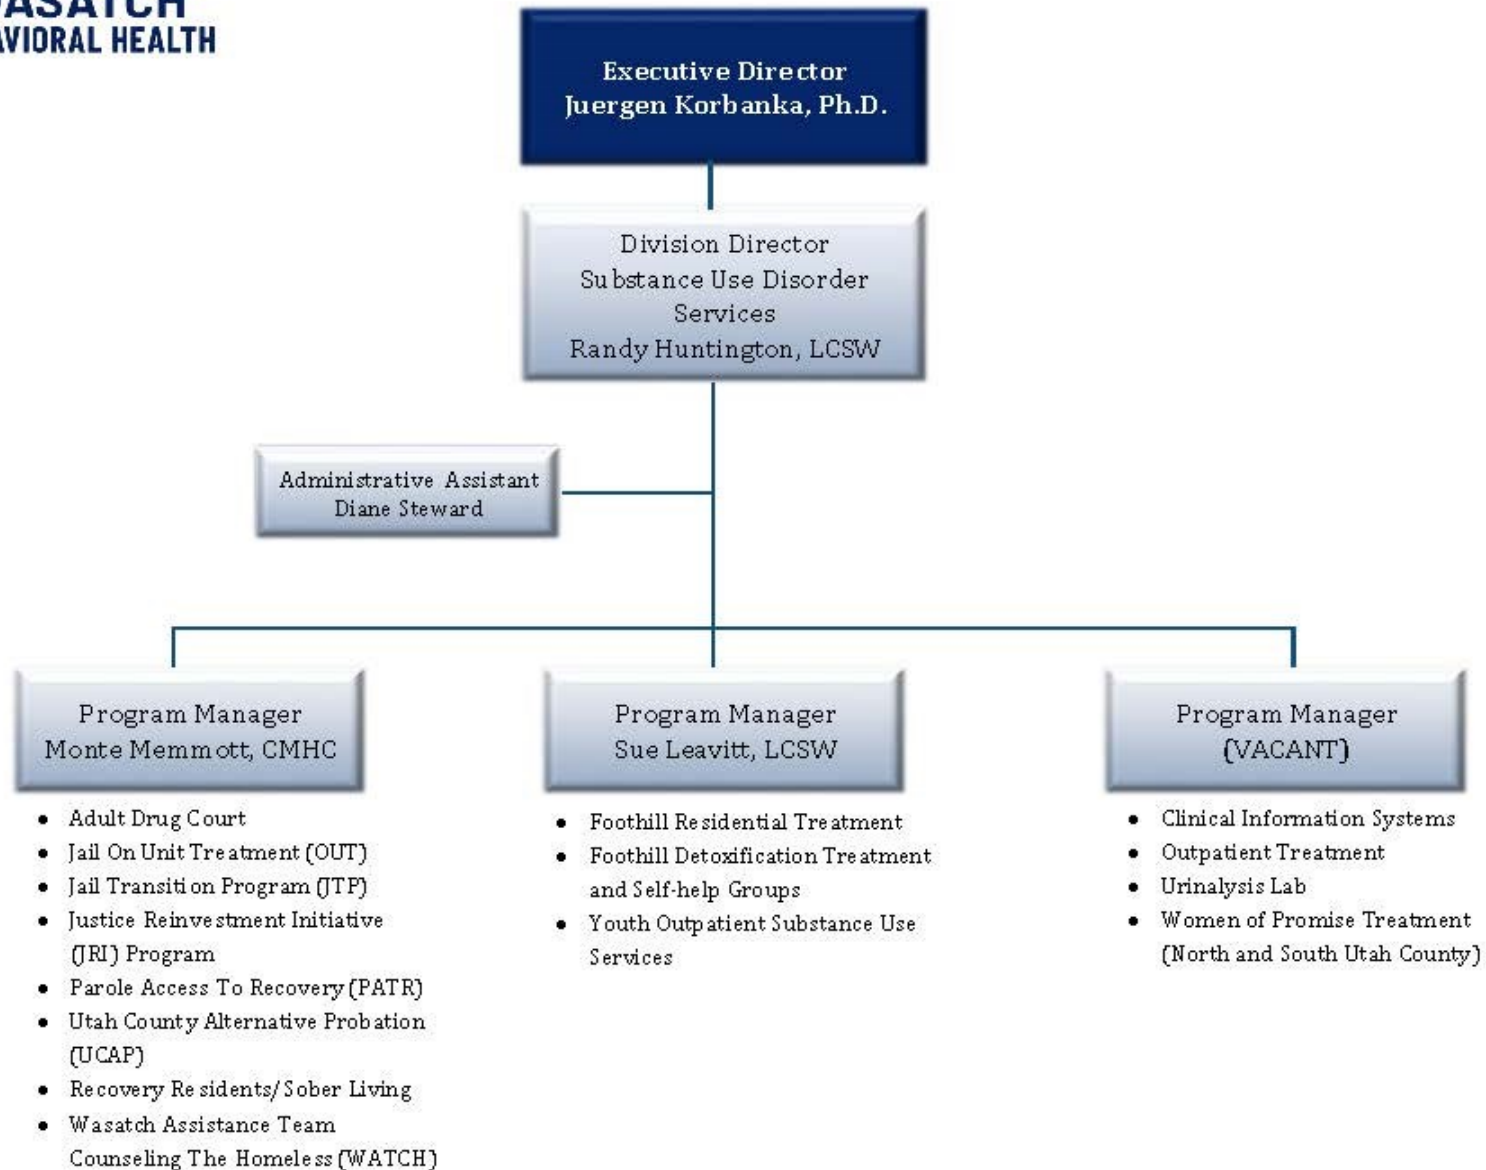 BEHAVIORAL HEALTH
Executive Director
Juergen Korbanka, Ph.D.
Division Director
Substance Use Disorder
Services
Randy Huntington, LCSW
Administrative Assistant
Diane Steward
Program Manager
Monte Memmott, CMHC
• Adult Drug Court
• Jail On Unit Treatment (OUT)
• Jail Transition Program (JTP)
• Justice Reinvestment Initiative
(JRI) Program
• Parole Access To Recovery (PATR)
• Utah County Alternative Probation
(UCAP)
• Recovery Residents/Sober Living
• Wasatch Assistance Team
Counseling The Homeless (WATCH)
Program Manager
Sue Leavitt, LCSW
• Foothill Residential Treatment
• Foothill Detoxification Treatment
and Self-help Groups
• Youth Outpatient Substance Use
Services
Program Manager
(VACANT)
• Clinical Information Systems
• Outpatient Treatment
• Urinalysis Lab
• Women of Promise Treatment
(North and South Utah County)